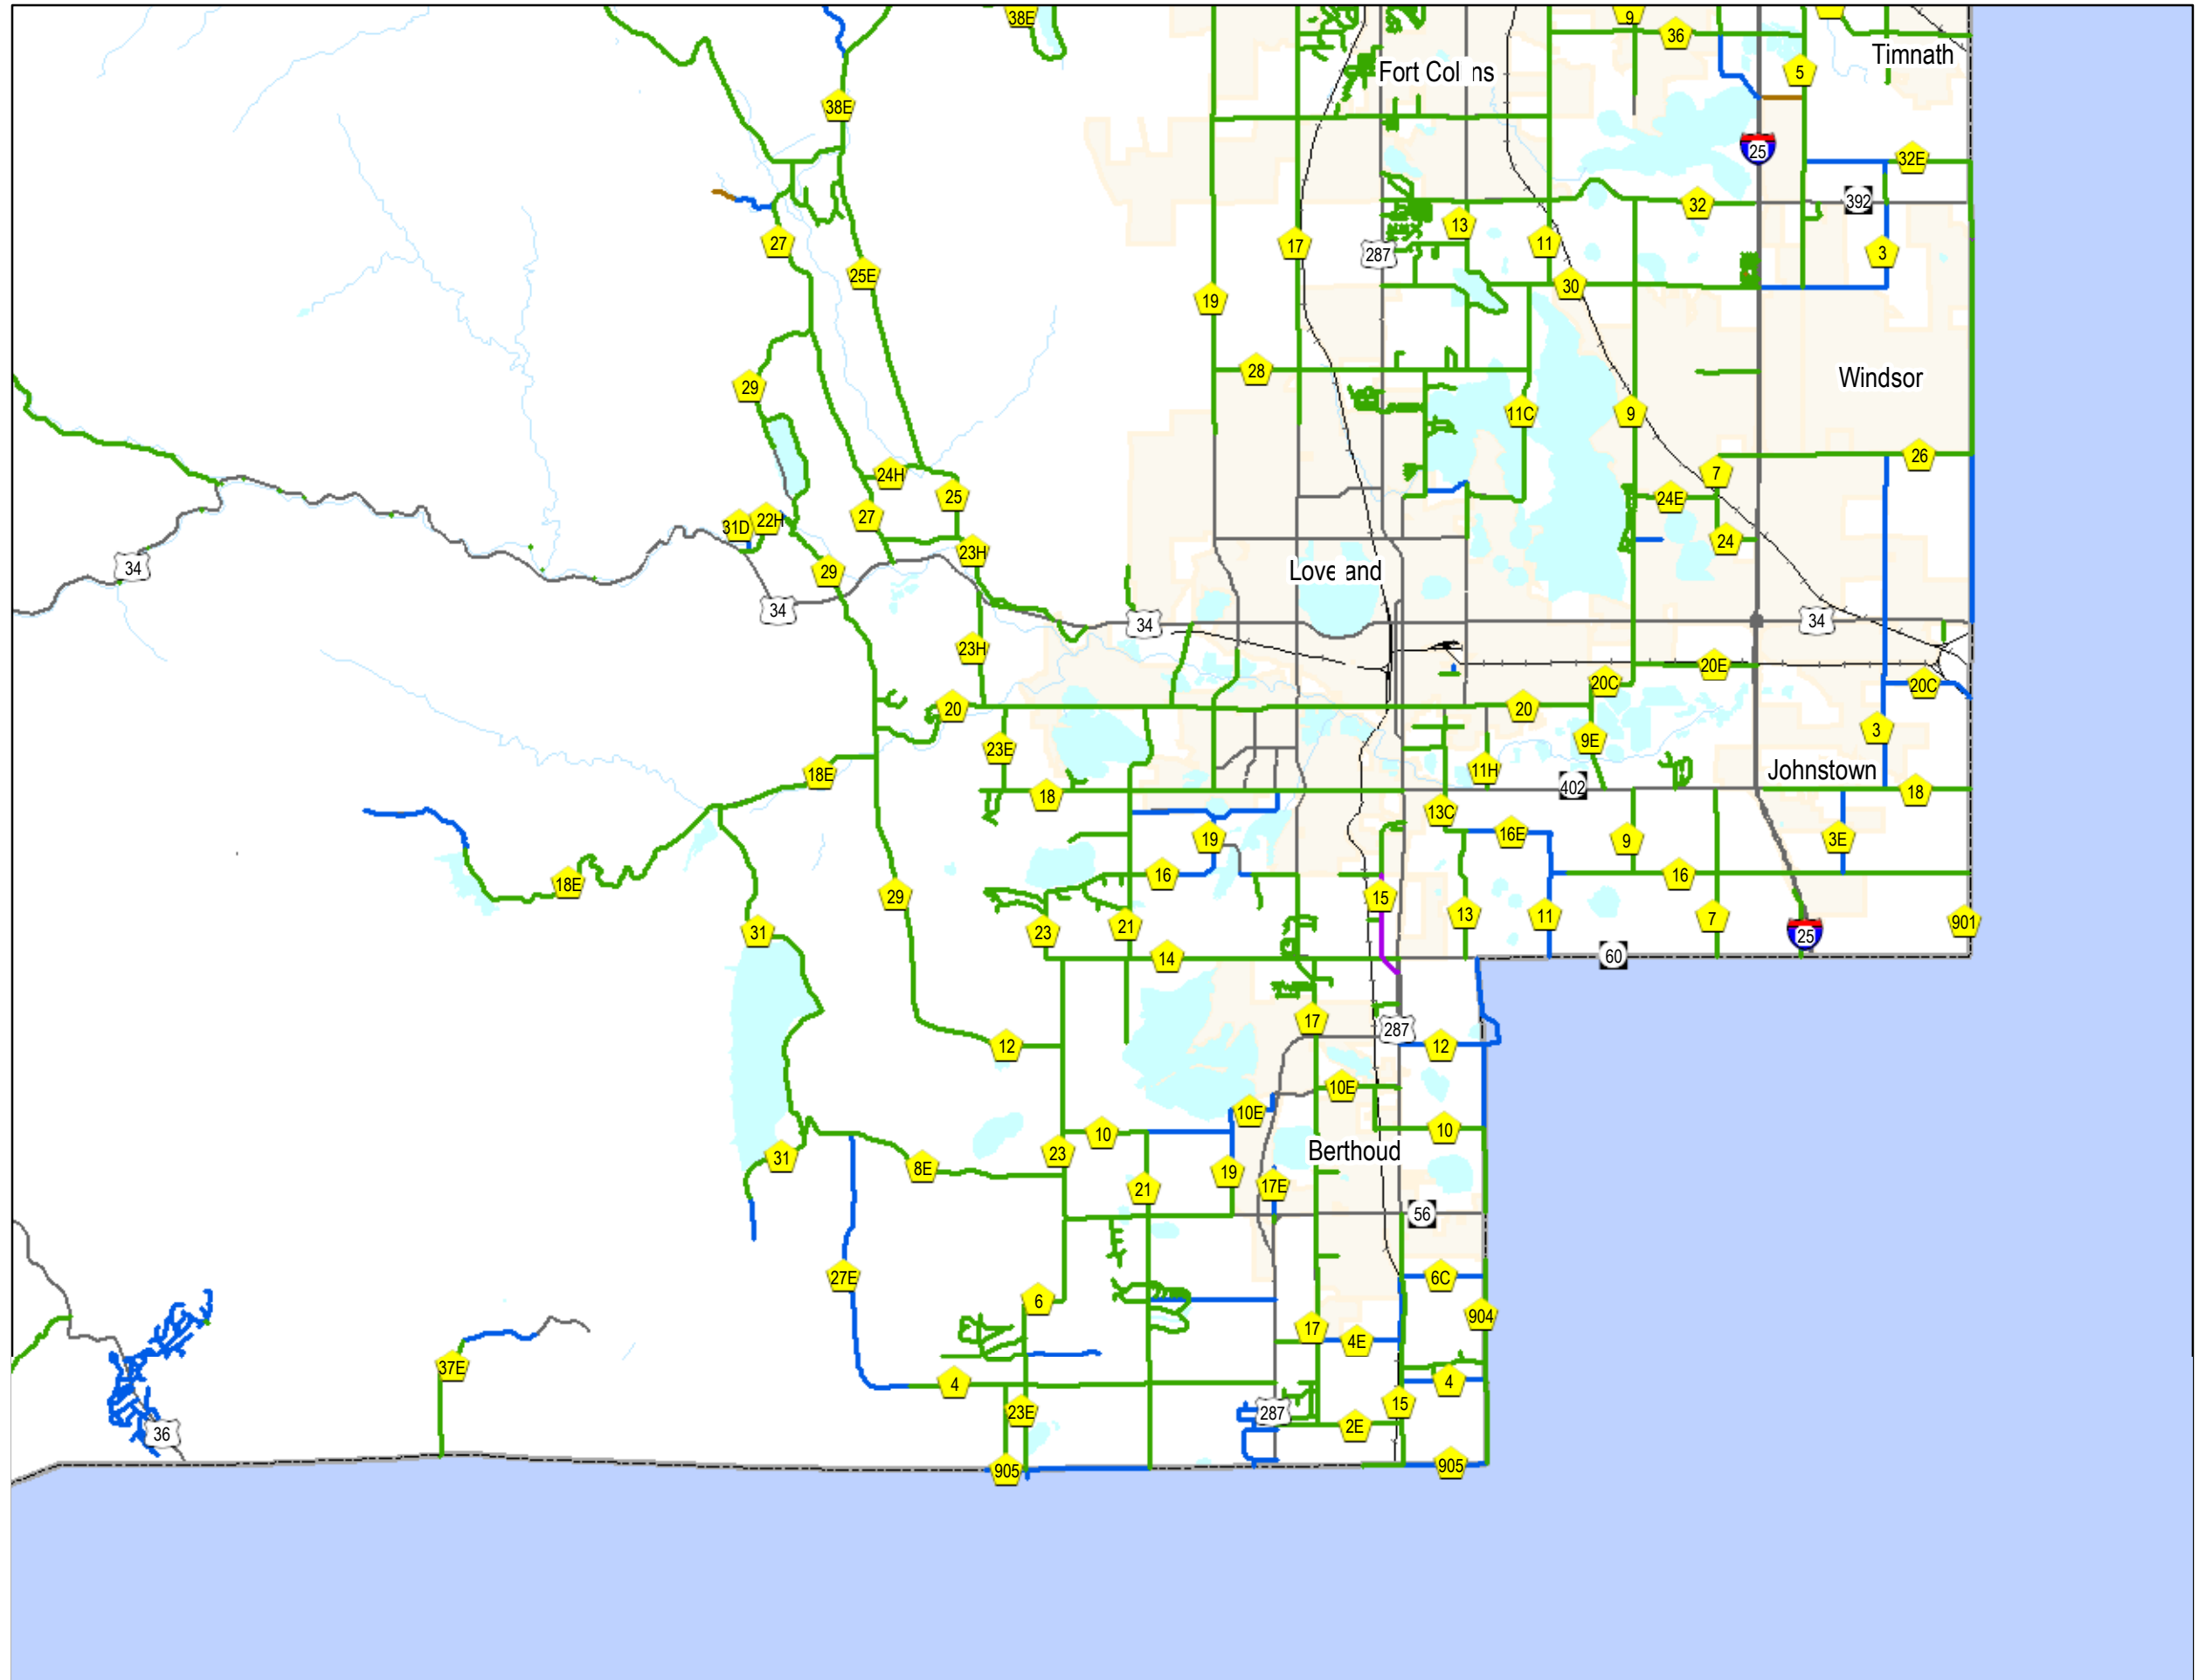 38E
9
36
Timnath
Fort Col ns
5
38E
25
32E
392
32
13
11
3
27
17
287
25E
30
19
28
Windsor
29
11C
9
26
24H
7
25
24E
22H
31D
27
24
23H
34
29
Love and
34
34
34
23H
20E
20C
20C
20
20
3
9E
23E
11H
Johnstown
18E
402
18
18
13C
16E
19
9
3E
16
16
18E
29
15
13
11
7
901
31
23
21
25
14
60
17
287
12
12
10E
10E
10
10
Berthoud
23
31
8E
19
17E
21
56
27E
6C
6
904
17
4E
37E
4
4
15
23E
287
2E
36
905
905